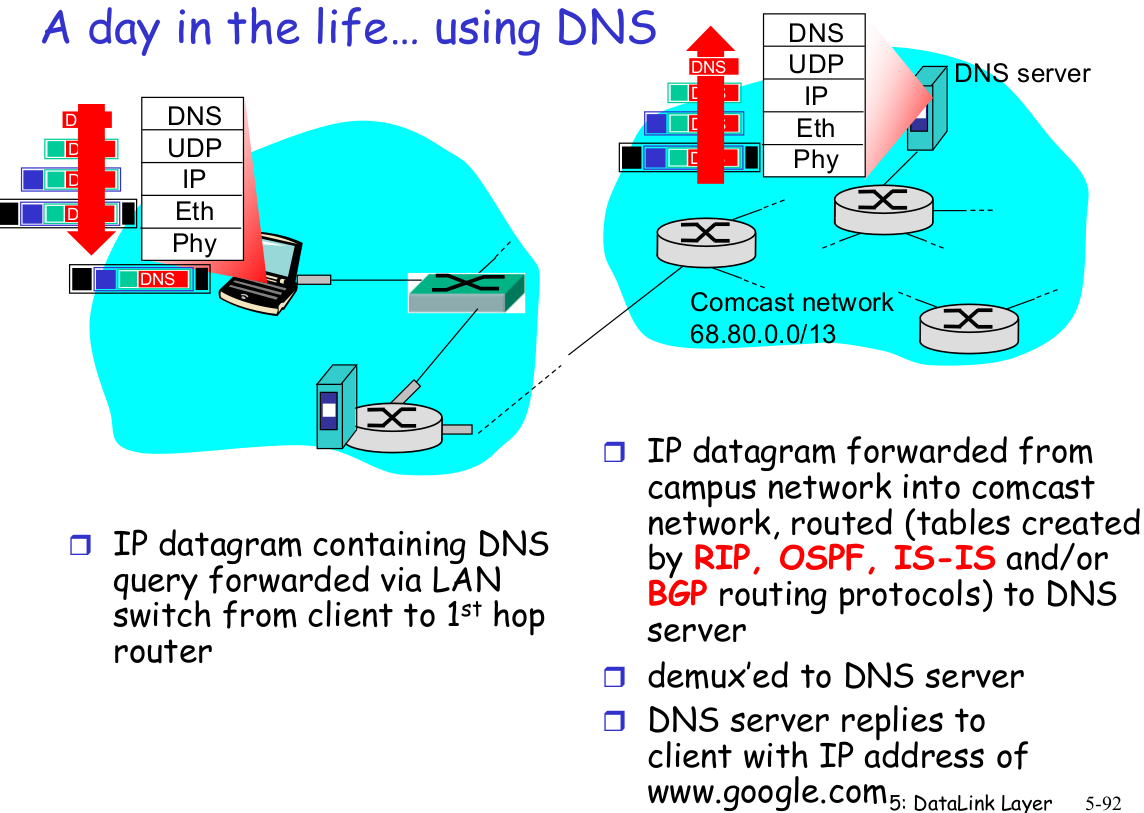 A day in the life… using DNS
DNS
UDP
IP
Eth
Phy
DNS
DNS
UDP
IP
Eth
Phy
DNS
DNS server
Comcast network
68.80.0.0/13
❒ IP datagram containing DNS
query forwarded via LAN
switch from client to 1st hop
router
❒ IP datagram forwarded from
campus network into comcast
network, routed (tables created
by RIP, OSPF, IS-IS and/or
BGP routing protocols) to DNS
server
❒ demux’ed to DNS server
❒ DNS server replies to
client with IP address of
www.google.com
5: DataLink Layer 5-92